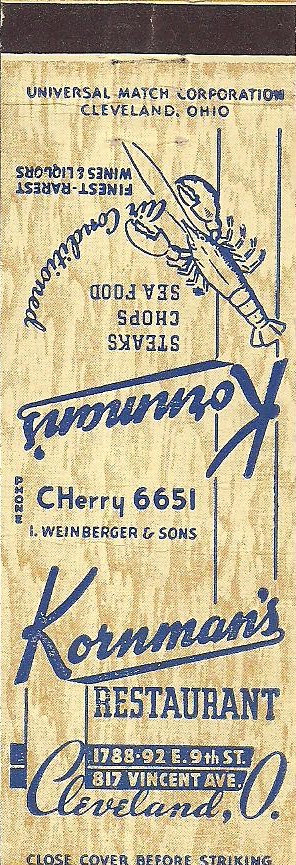 UNIVERSAL MATCH CORPORATION
CLEVELAND, OHIO
FINEST-RAREST
WINES & LIQUORS
Air Conditioned
STEAKS
CHOPS
SEA FOOD
Kornman's
PHONE
CHerry 6651
I. WEINBERGER & SONS
Kornman's
RESTAURANT
1788-92 E. 9th ST.
817 VINCENT AVE.
Cleveland, O.
CLOSE COVER BEFORE STRIKING